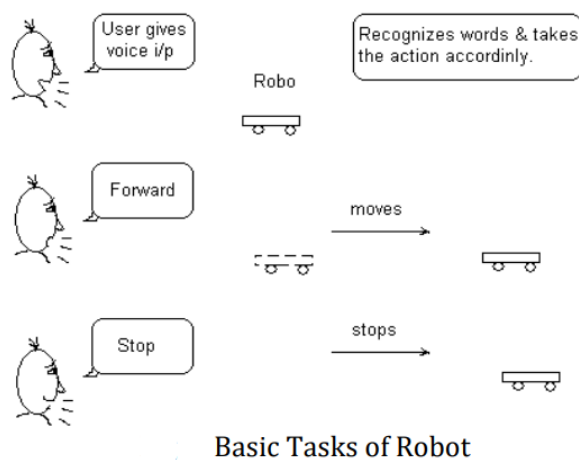 User gives
voice i/p
Recognizes words & takes
the action accordinly.
Robo
Forward
moves
Stop
stops
Basic Tasks of Robot